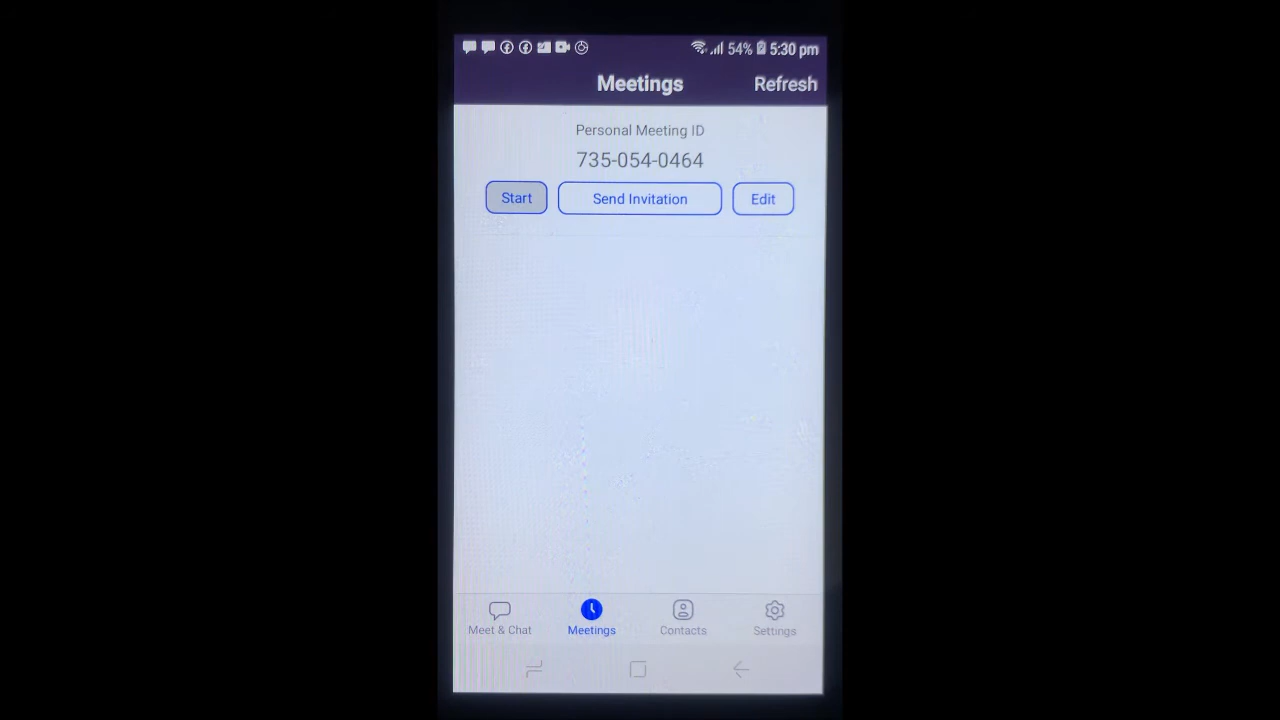 54% 5:30 pm
Meetings Refresh
Personal Meeting ID
735-054-0464
Start Send Invitation Edit
Meet & Chat Meetings Contacts Settings